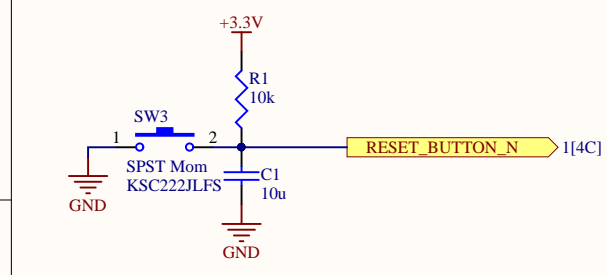 +3.3V
R1
10k
SW3
1
2
RESET_BUTTON_N
1[4C]
SPST Mom
KSC222JLFS
C1
10u
GND
GND